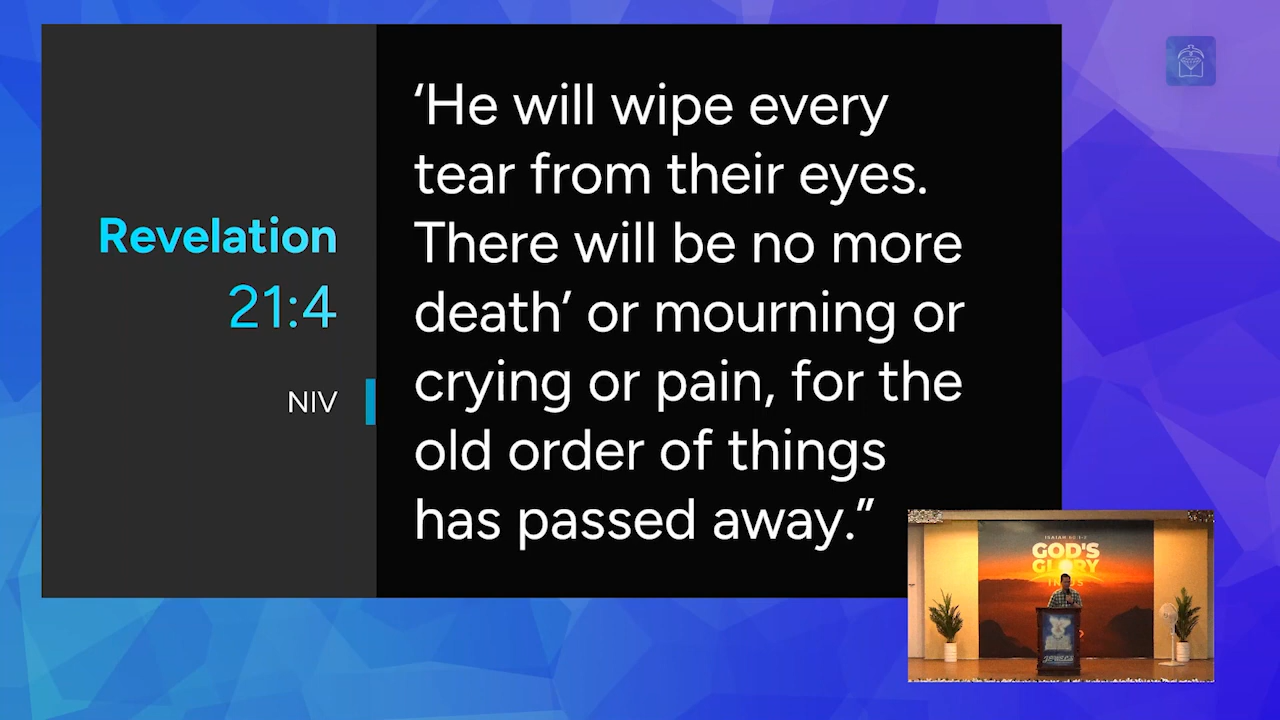 Revelation
21:4
NIV
‘He will wipe every
tear from their eyes.
There will be no more
death’ or mourning or
crying or pain, for the
old order of things
has passed away.”
GOD'S
GLORY
JEWELS